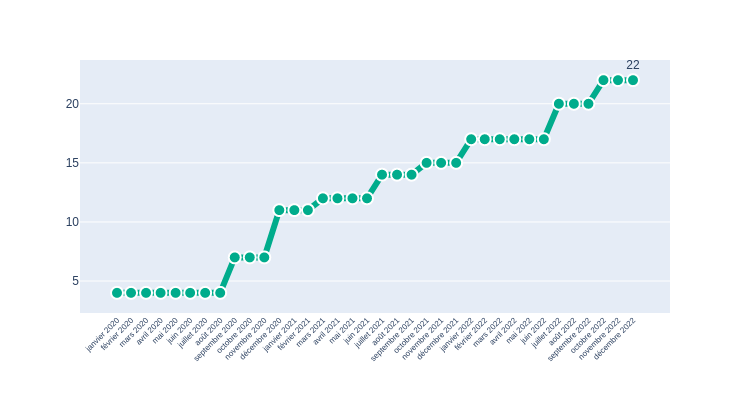 22
20
15
10
5
janvier 2020
février 2020
mars 2020
avril 2020
mai 2020
juin 2020
juillet 2020
août 2020
septembre 2020
octobre 2020
novembre 2020
décembre 2020
janvier 2021
février 2021
mars 2021
avril 2021
mai 2021
juin 2021
juillet 2021
août 2021
septembre 2021
octobre 2021
novembre 2021
décembre 2021
janvier 2022
février 2022
mars 2022
avril 2022
mai 2022
juin 2022
juillet 2022
août 2022
septembre 2022
octobre 2022
novembre 2022
décembre 2022